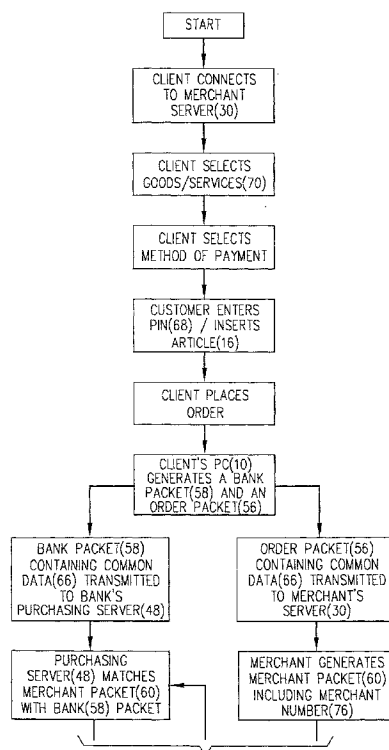 START
CLIENT CONNECTS
TO MERCHANT
SERVER(30)
CLIENT SELECTS
GOODS/SERVICES(70)
CLIENT SELECTS
METHOD OF PAYMENT
CUSTOMER ENTERS
PIN(68) / INSERTS
ARTICLE(16)
CLIENT PLACES
ORDER
CLIENT'S PC(10)
GENERATES A BANK
PACKET(58) AND AN
ORDER PACKET(56)
BANK PACKET(58)
CONTAINING COMMON
DATA(66) TRANSMITTED
TO BANK'S
PURCHASING SERVER(48)
ORDER PACKET(56)
CONTAINING COMMON
DATA(66) TRANSMITTED
TO MERCHANT'S
SERVER(30)
PURCHASING
SERVER(48) MATCHES
MERCHANT PACKET(60)
WITH BANK(58) PACKET
MERCHANT GENERATES
MERCHANT PACKET(60)
INCLUDING MERCHANT
NUMBER(76)